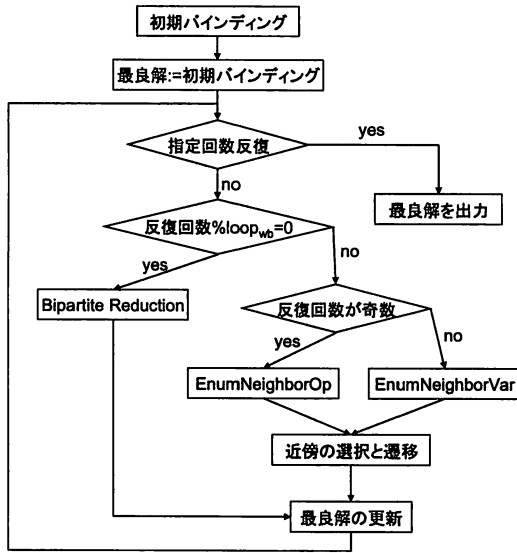 初期バインディング
最良解:=初期バインディング
指定回数反復
yes
no
最良解を出力
反復回数%loopwb=0
yes
no
Bipartite Reduction
反復回数が奇数
yes
no
EnumNeighborOp
EnumNeighborVar
近傍の選択と遷移
最良解の更新